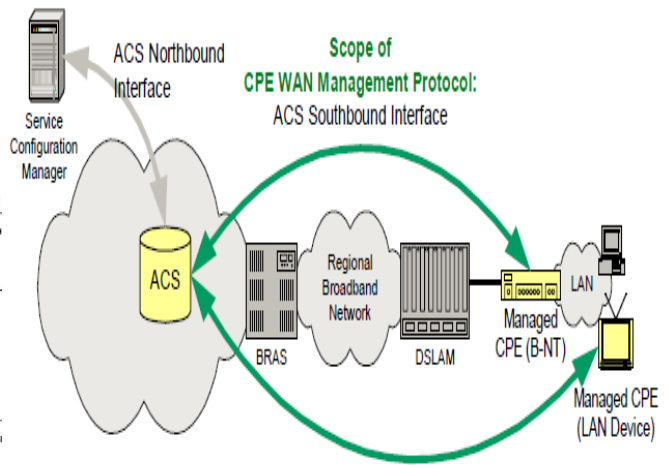 ACS Northbound
Interface
Scope of
CPE WAN Management Protocol:
ACS Southbound Interface
Service
Configuration
Manager
ACS
BRAS
Regional
Broadband
Network
DSLAM
Managed
CPE (B-NT)
LAN
Managed CPE
(LAN Device)